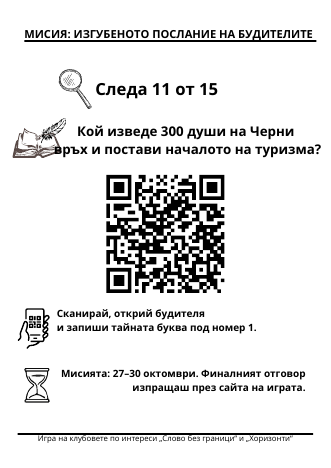 МИСИЯ: ИЗГУБЕНОТО ПОСЛАНИЕ НА БУДИТЕЛИТЕ
Следа 11 от 15
Кой изведе 300 души на Черни
връх и постави началото на туризма?
Сканирай, открий будителя
и запиши тайната буква под номер 1.
Мисията: 27–30 октомври. Финалният отговор
изпращаш през сайта на играта.
Игра на клубовете по интереси „Слово без граници“ и „Хоризонти“